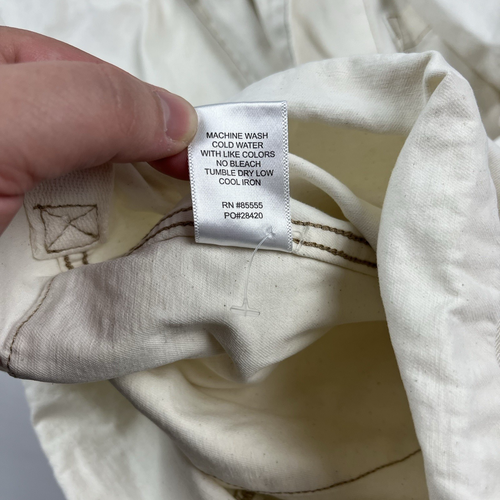 MACHINE WASH
COLD WATER
WITH LIKE COLORS
NO BLEACH
TUMBLE DRY LOW
COOL IRON
RN #85555
PO#28420